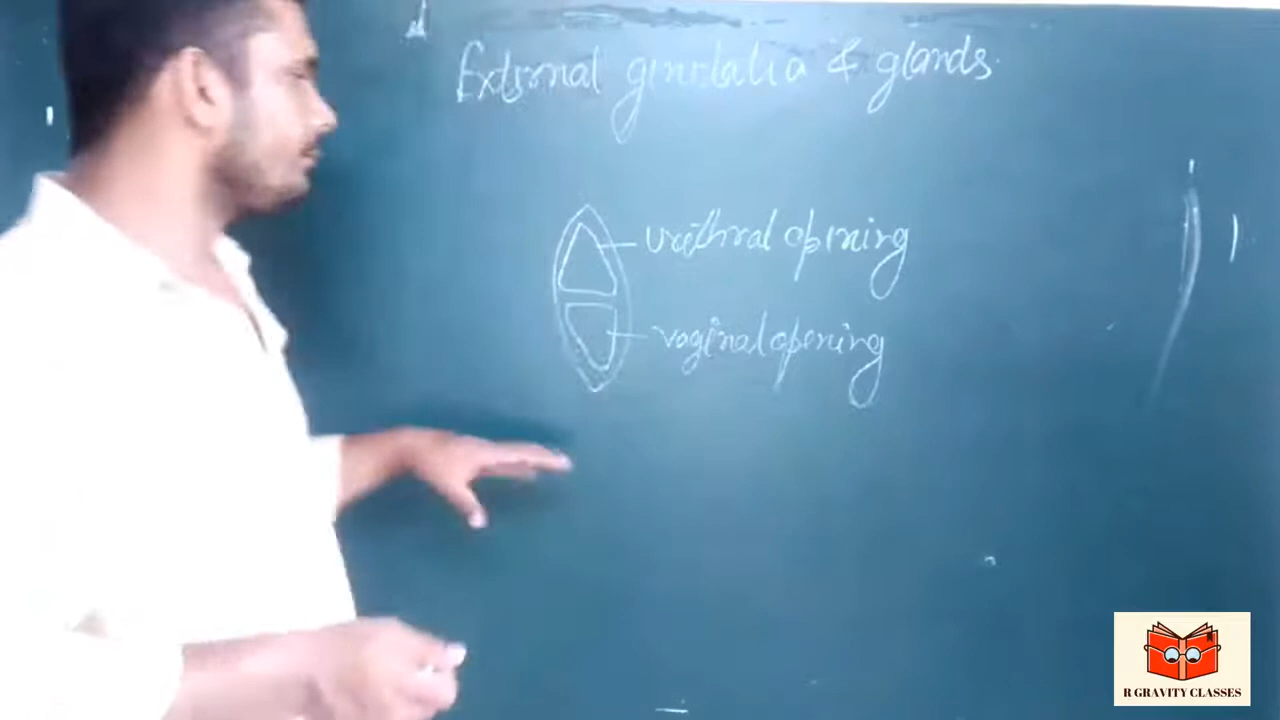 External genitalia & glands.
urethral opening
vaginal opening
R GRAVITY CLASSES